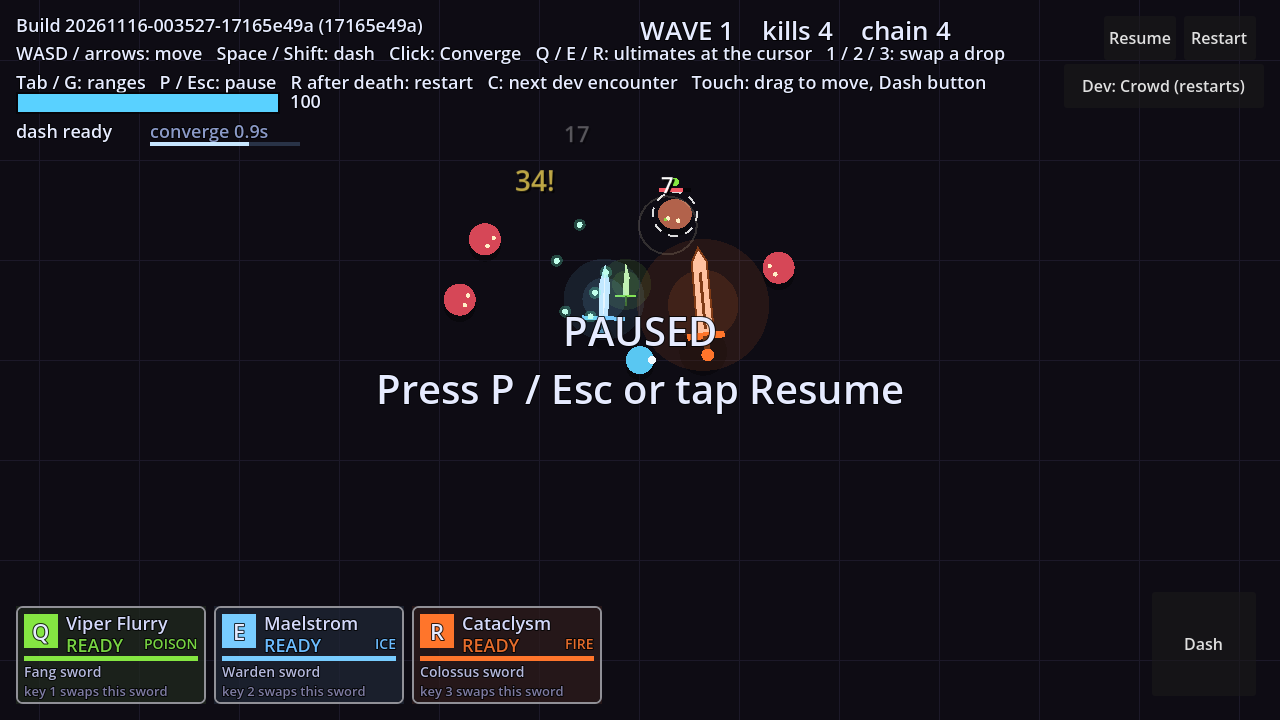 Build 20261116-003527-17165e49a (17165e49a)
WAVE 1 kills 4 chain 4
Resume
Restart
WASD / arrows: move Space / Shift: dash Click: Converge Q / E / R: ultimates at the cursor 1 / 2 / 3: swap a drop
Tab / G: ranges P / Esc: pause R after death: restart C: next dev encounter Touch: drag to move, Dash button
Dev: Crowd (restarts)
100
dash ready
converge 0.9s
17
34!
7
PAUSED
Press P / Esc or tap Resume
Q
Viper Flurry
READY
POISON
Fang sword
key 1 swaps this sword
E
Maelstrom
READY
ICE
Warden sword
key 2 swaps this sword
R
Cataclysm
READY
FIRE
Colossus sword
key 3 swaps this sword
Dash